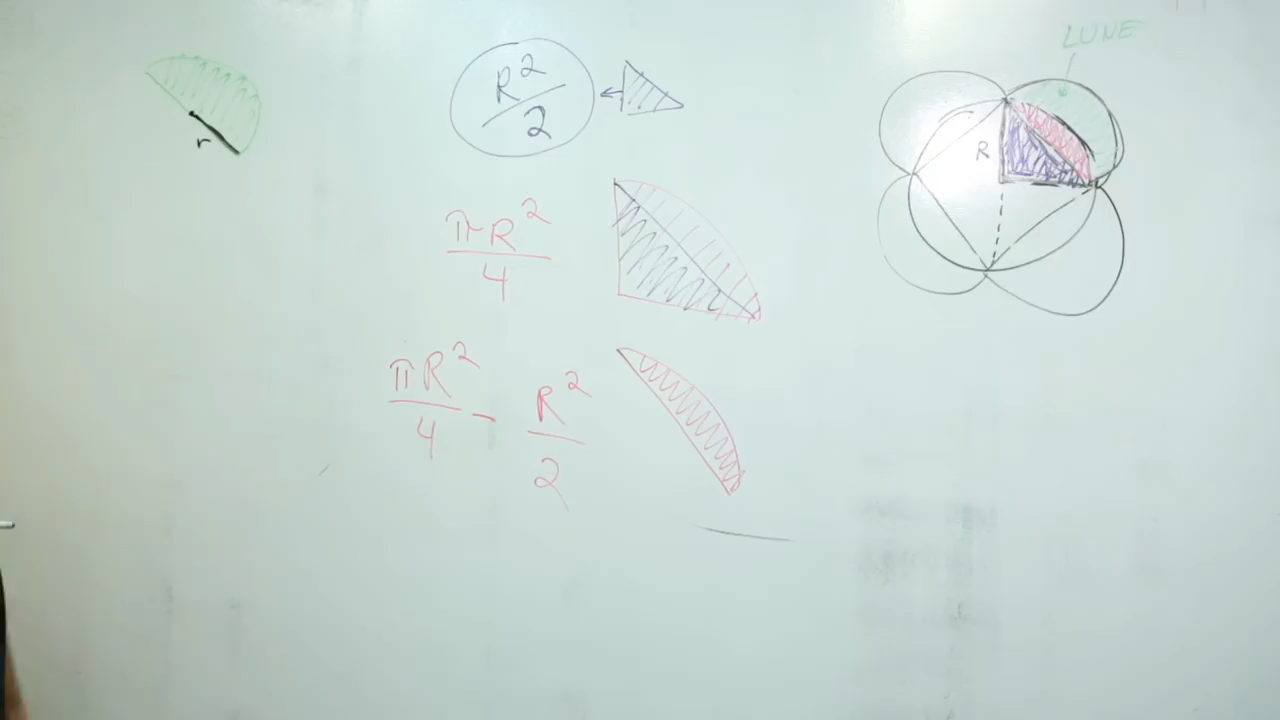 LUNE
R²/2
R
r
πR²/4
πR²/4 - R²/2